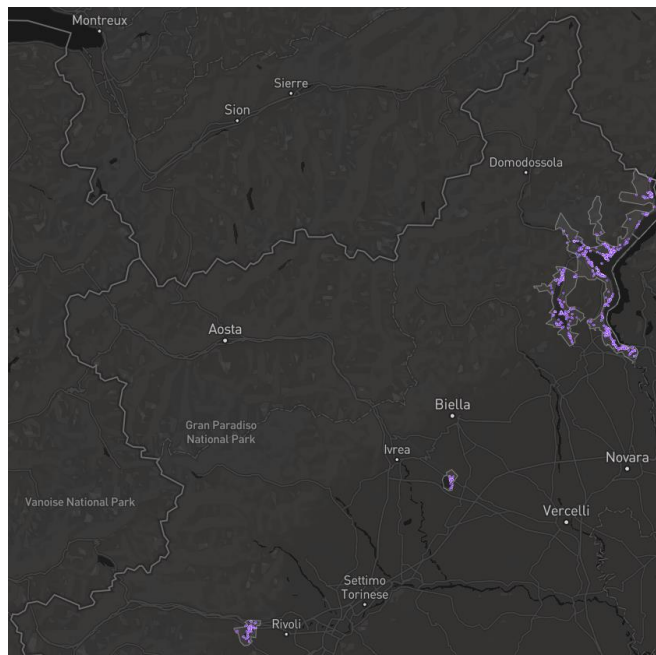 Montreux
Sierre
Sion
Domodossola
Aosta
Biella
Gran Paradiso
National Park
Ivrea
Novara
Vanoise National Park
Vercelli
Settimo
Torinese
Rivoli